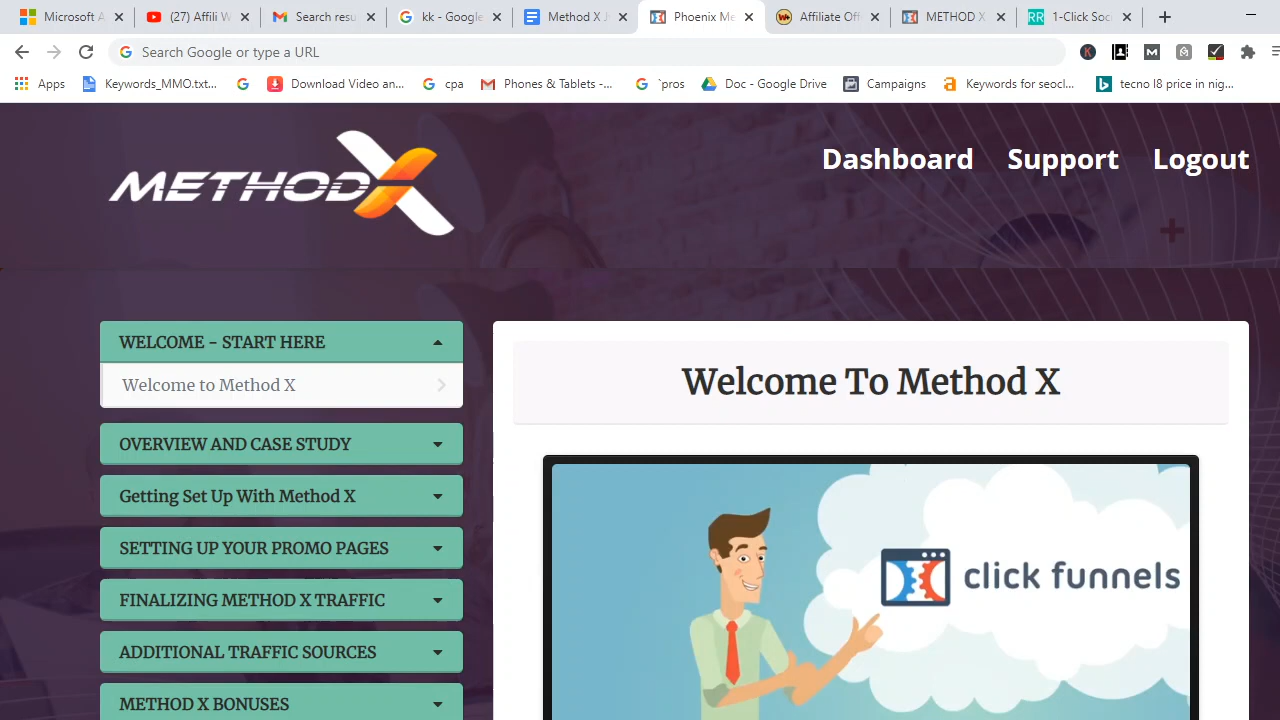 Microsoft A
(27) Affili W
Search resu
kk - Google
Method X J
Phoenix Me
Affiliate Off
METHOD X
RR
1-Click Soc
Search Google or type a URL
K
M
Apps
Keywords_MMO.txt...
Download Video an...
cpa
Phones & Tablets -...
`pros
Doc - Google Drive
Campaigns
Keywords for seocl...
tecno l8 price in nig...
METHOD X
Dashboard
Support
Logout
WELCOME - START HERE
Welcome to Method X
OVERVIEW AND CASE STUDY
Getting Set Up With Method X
SETTING UP YOUR PROMO PAGES
FINALIZING METHOD X TRAFFIC
ADDITIONAL TRAFFIC SOURCES
METHOD X BONUSES
Welcome To Method X
click funnels